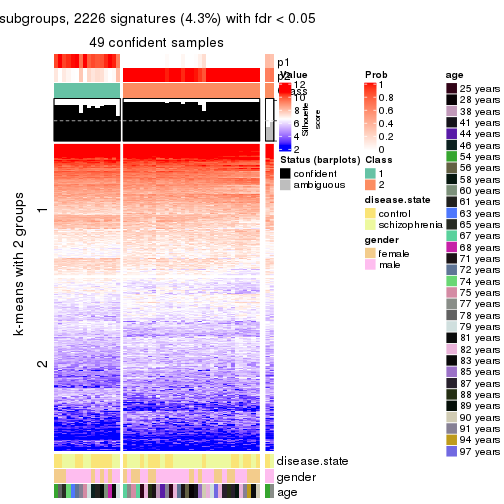 subgroups, 2226 signatures (4.3%) with fdr < 0.05
49 confident samples
p1
p2
Class
Silhouette
score
1
2
k-means with 2 groups
disease.state
gender
age
Value
12
10
8
6
4
2
Status (barplots)
confident
ambiguous
Prob
1
0.8
0.6
0.4
0.2
0
Class
1
2
disease.state
control
schizophrenia
gender
female
male
age
25 years
28 years
38 years
41 years
44 years
46 years
54 years
56 years
58 years
60 years
61 years
63 years
65 years
67 years
68 years
71 years
72 years
74 years
75 years
77 years
78 years
79 years
81 years
82 years
83 years
85 years
87 years
88 years
89 years
90 years
91 years
94 years
97 years